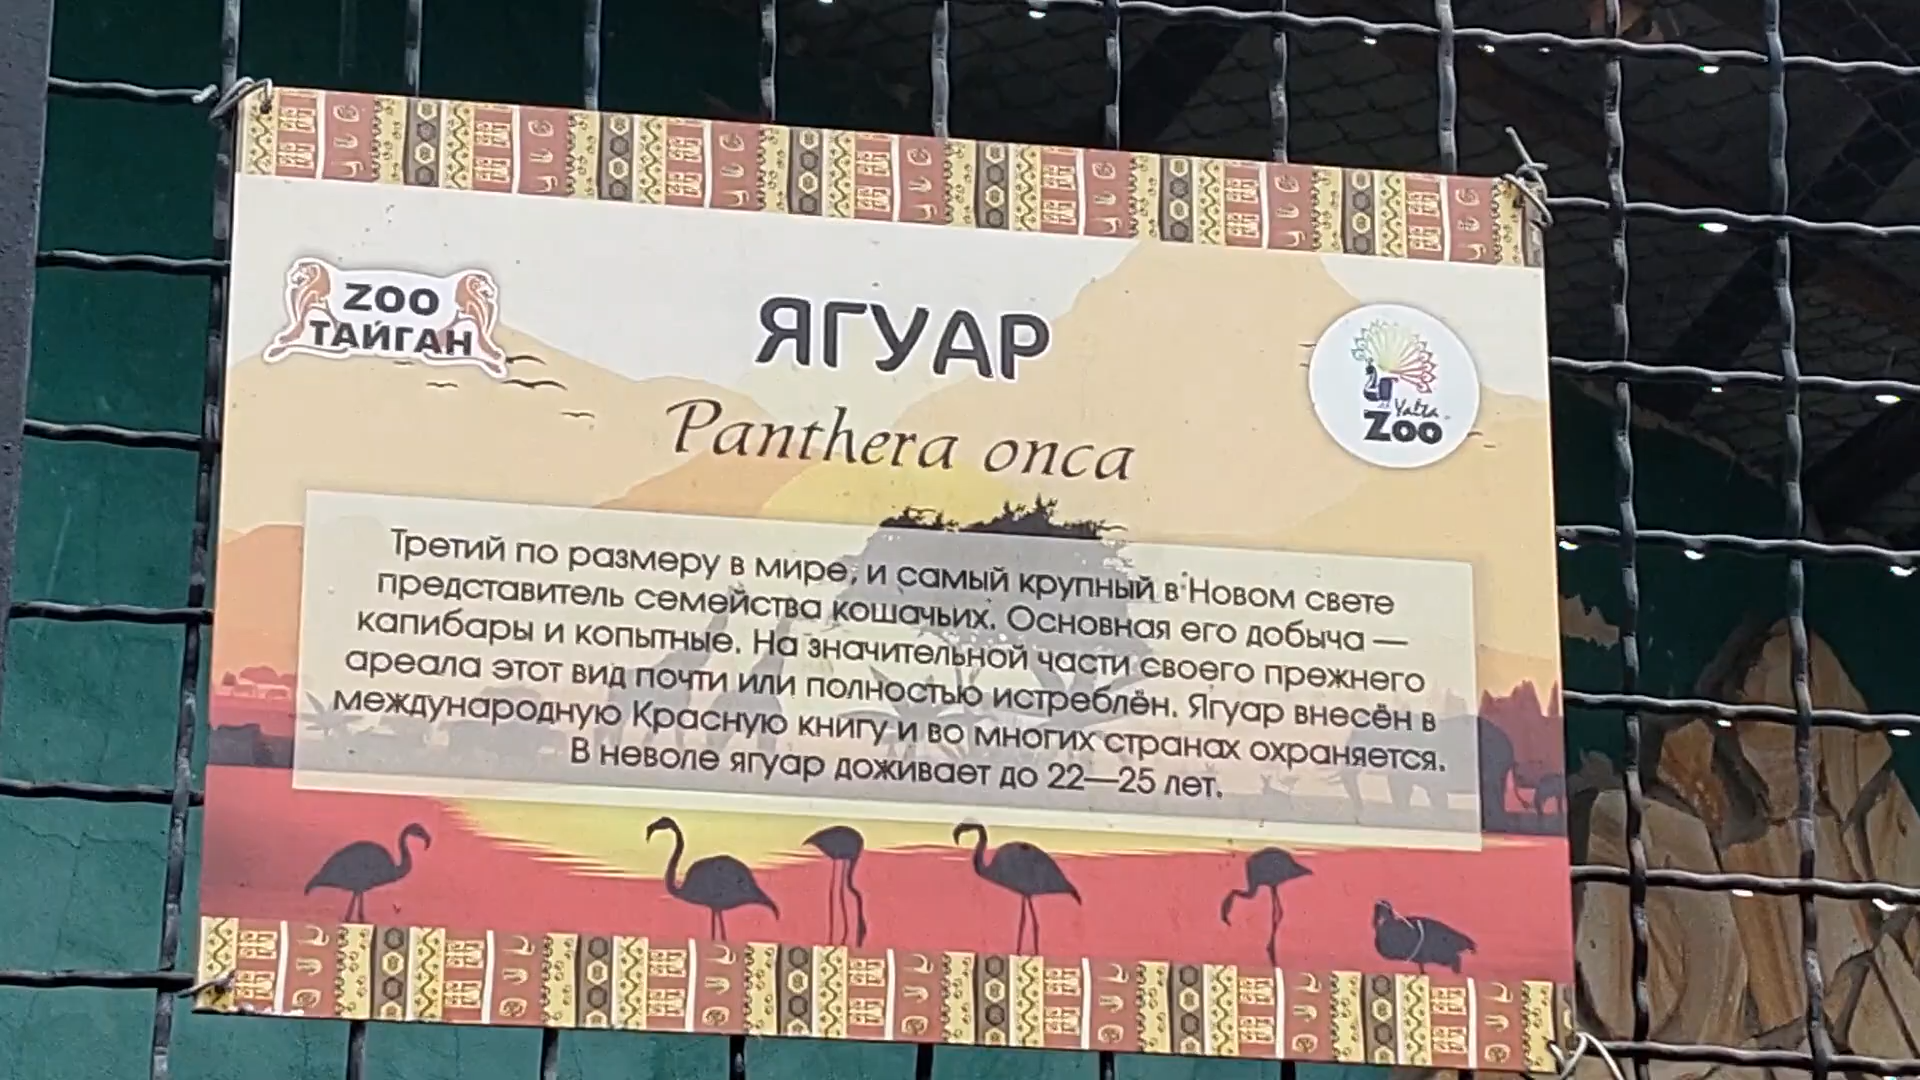 ZOO
ТАЙГАН
ЯГУАР
Panthera onca
Yalta
Zoo
Третий по размеру в мире, и самый крупный в Новом свете
представитель семейства кошачьих. Основная его добыча —
капибары и копытные. На значительной части своего прежнего
ареала этот вид почти или полностью истреблён. Ягуар внесён в
международную Красную книгу и во многих странах охраняется.
В неволе ягуар доживает до 22—25 лет.